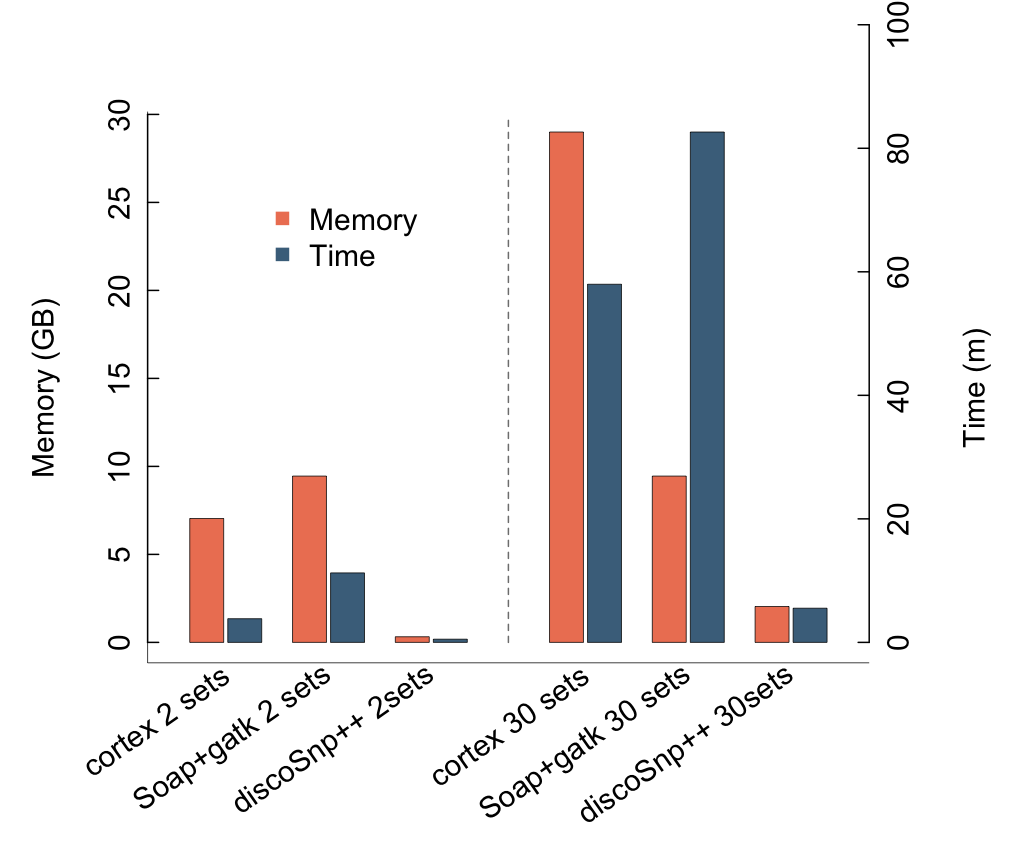 Memory (GB)
30
25
20
15
10
5
0
Memory
Time
100
80
60
40
20
0
Time (m)
cortex 2 sets
Soap+gatk 2 sets
discoSnp++ 2sets
cortex 30 sets
Soap+gatk 30 sets
discoSnp++ 30sets